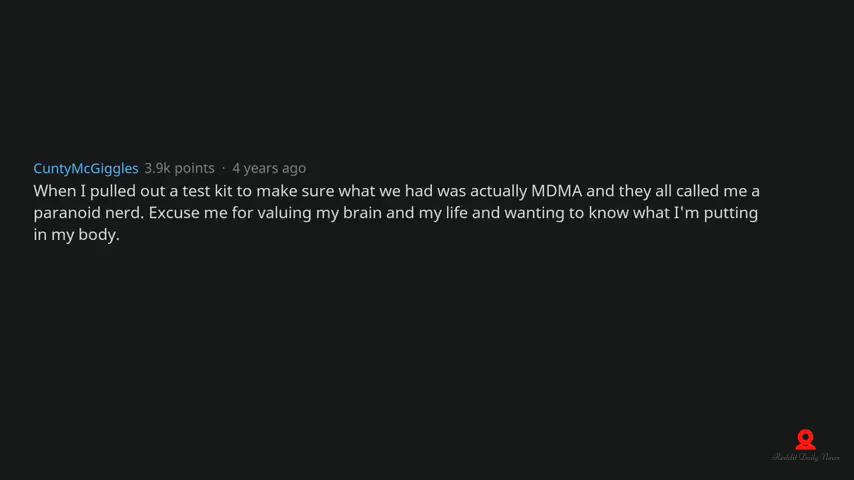 CuntyMcGiggles 3.9k points · 4 years ago
When I pulled out a test kit to make sure what we had was actually MDMA and they all called me a
paranoid nerd. Excuse me for valuing my brain and my life and wanting to know what I'm putting
in my body.
Reddit Daily News